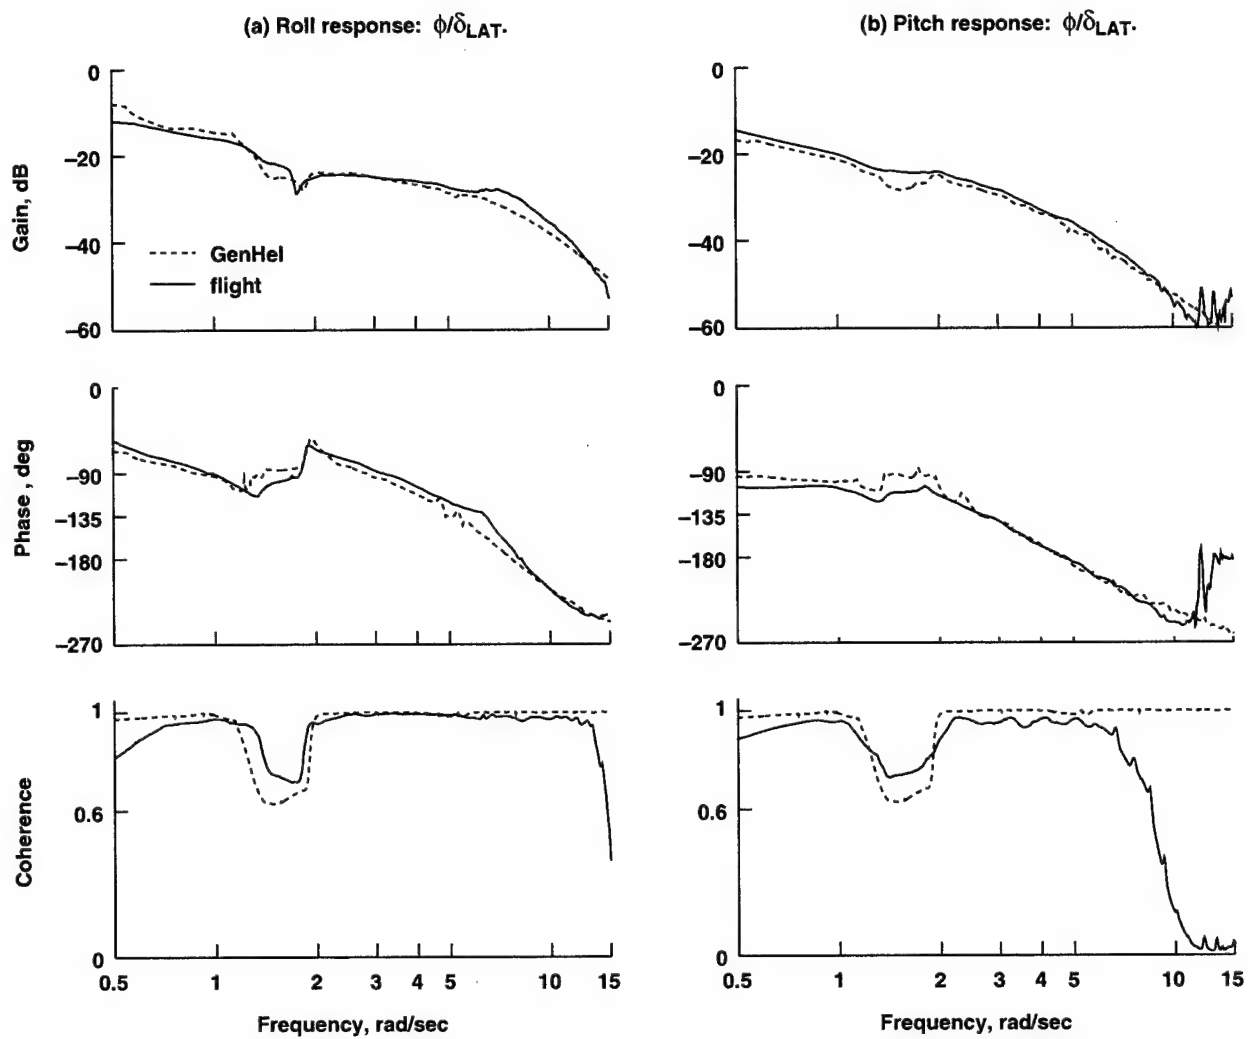 (a) Roll response: ϕ/δLAT.
(b) Pitch response: ϕ/δLAT.
Gain, dB
0
−20
−40
−60
GenHel
flight
0
−20
−40
−60
Phase , deg
0
−90
−135
−180
−270
0
−90
−135
−180
−270
Coherence
1
0.6
0
0.5 1 2 3 4 5 10 15
Frequency, rad/sec
1
0.6
0
0.5 1 2 3 4 5 10 15
Frequency, rad/sec